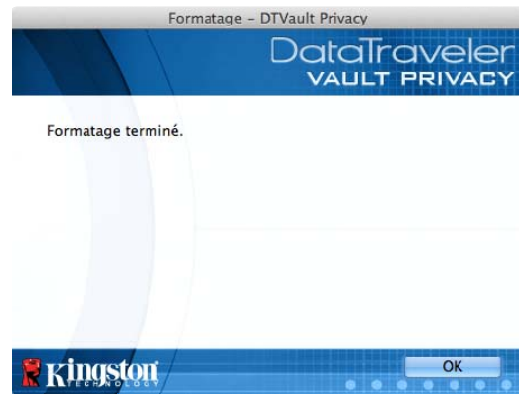 Formatage – DTVault Privacy
DataTraveler
VAULT PRIVACY
Formatage terminé.
Kingston
TECHNOLOGY
OK